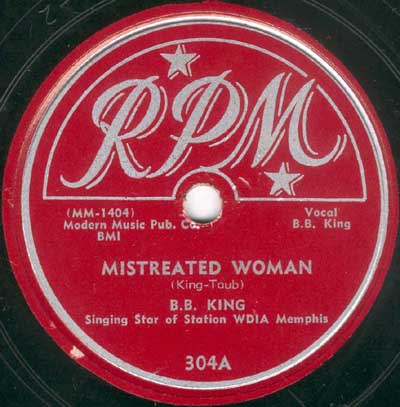 RPM
(MM-1404)
Modern Music Pub. Co.
BMI
Vocal
B.B. King
MISTREATED WOMAN
(King-Taub)
B.B. KING
Singing Star of Station WDIA Memphis
304A